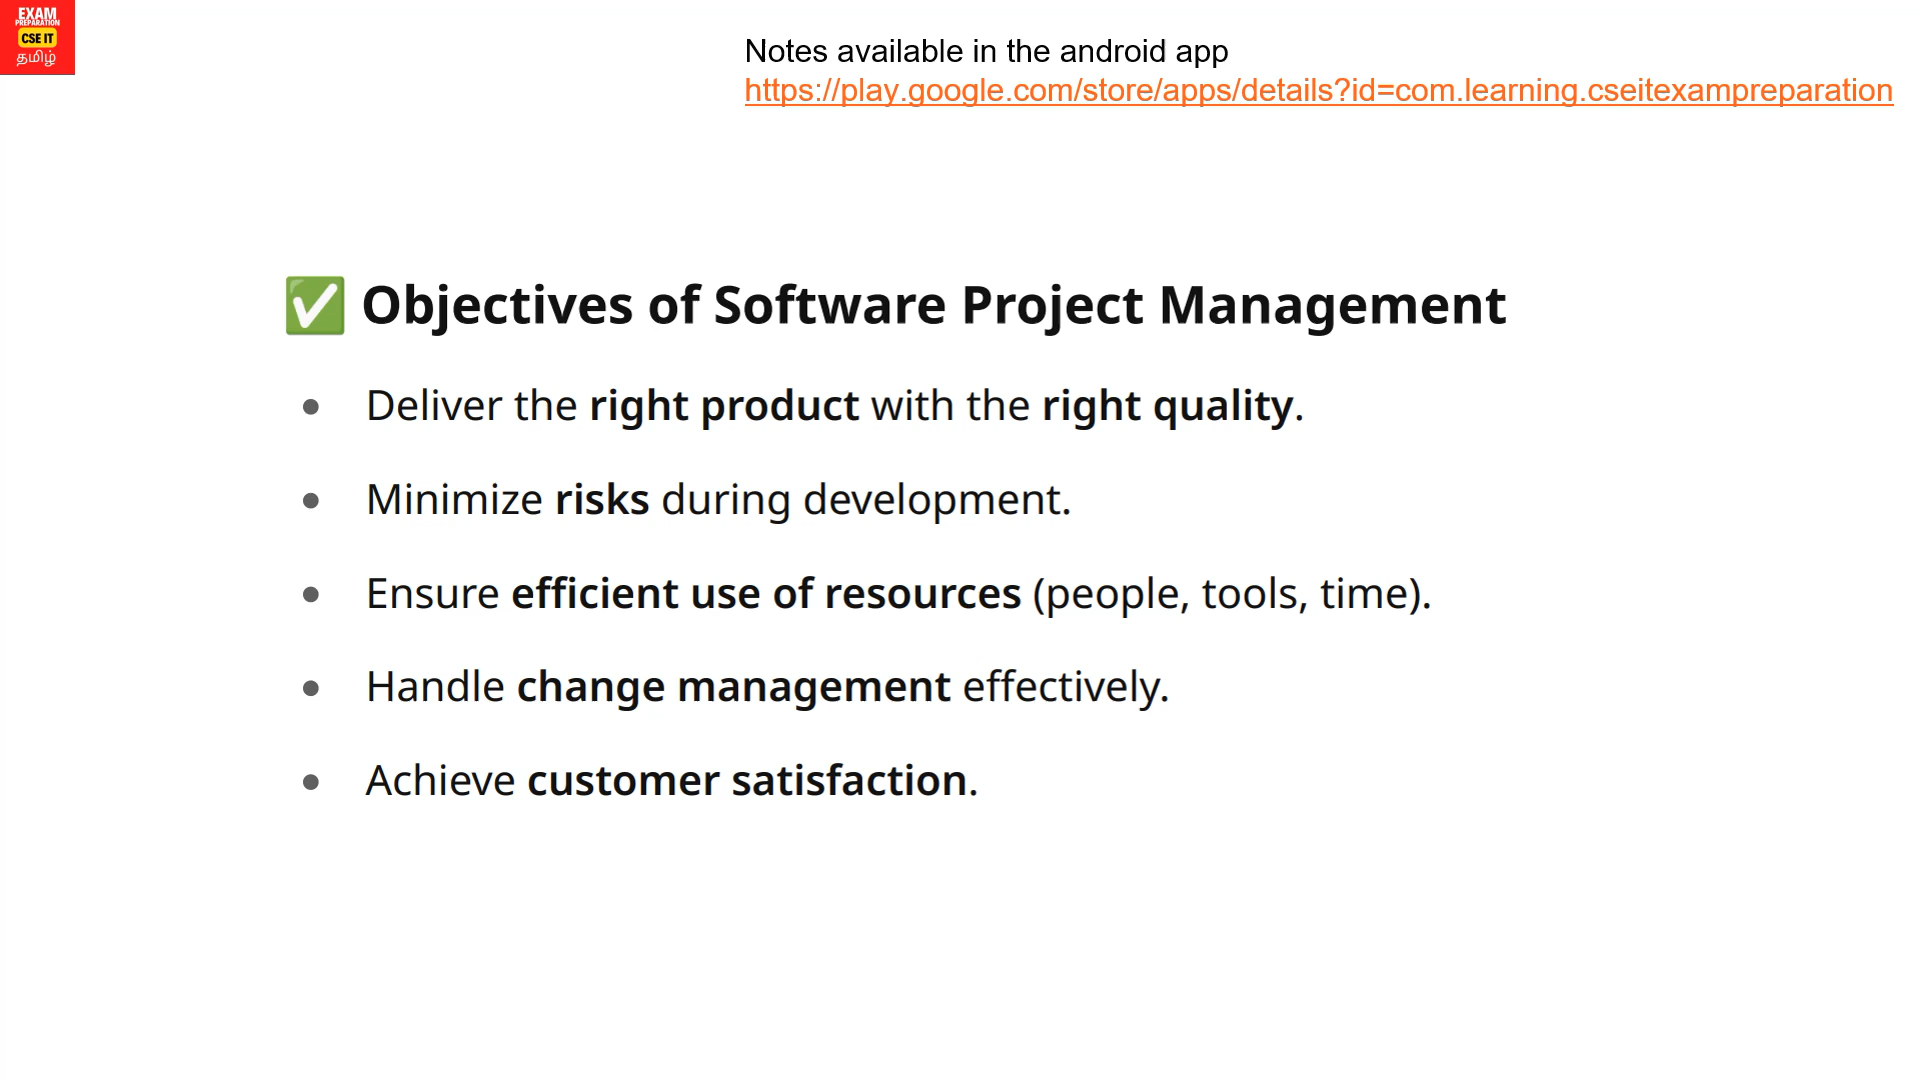 EXAM
PREPARATION
CSE IT
தமிழ்
Notes available in the android app
https://play.google.com/store/apps/details?id=com.learning.cseitexampreparation
✅ Objectives of Software Project Management
• Deliver the right product with the right quality.
• Minimize risks during development.
• Ensure efficient use of resources (people, tools, time).
• Handle change management effectively.
• Achieve customer satisfaction.